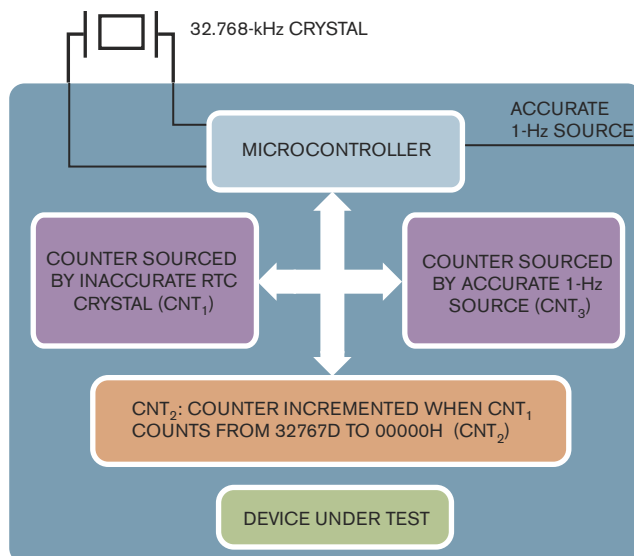 32.768-kHz CRYSTAL
ACCURATE
1-Hz SOURCE
MICROCONTROLLER
COUNTER SOURCED
BY INACCURATE RTC
CRYSTAL (CNT₁)
COUNTER SOURCED
BY ACCURATE 1-Hz
SOURCE (CNT₃)
CNT₂: COUNTER INCREMENTED WHEN CNT₁
COUNTS FROM 32767D TO 00000H (CNT₂)
DEVICE UNDER TEST